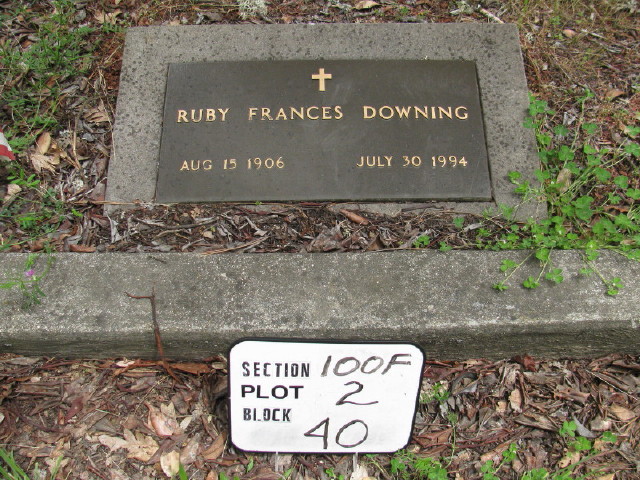 RUBY FRANCES DOWNING
AUG 15 1906 JULY 30 1994
SECTION 100F
PLOT 2
BLOCK 40